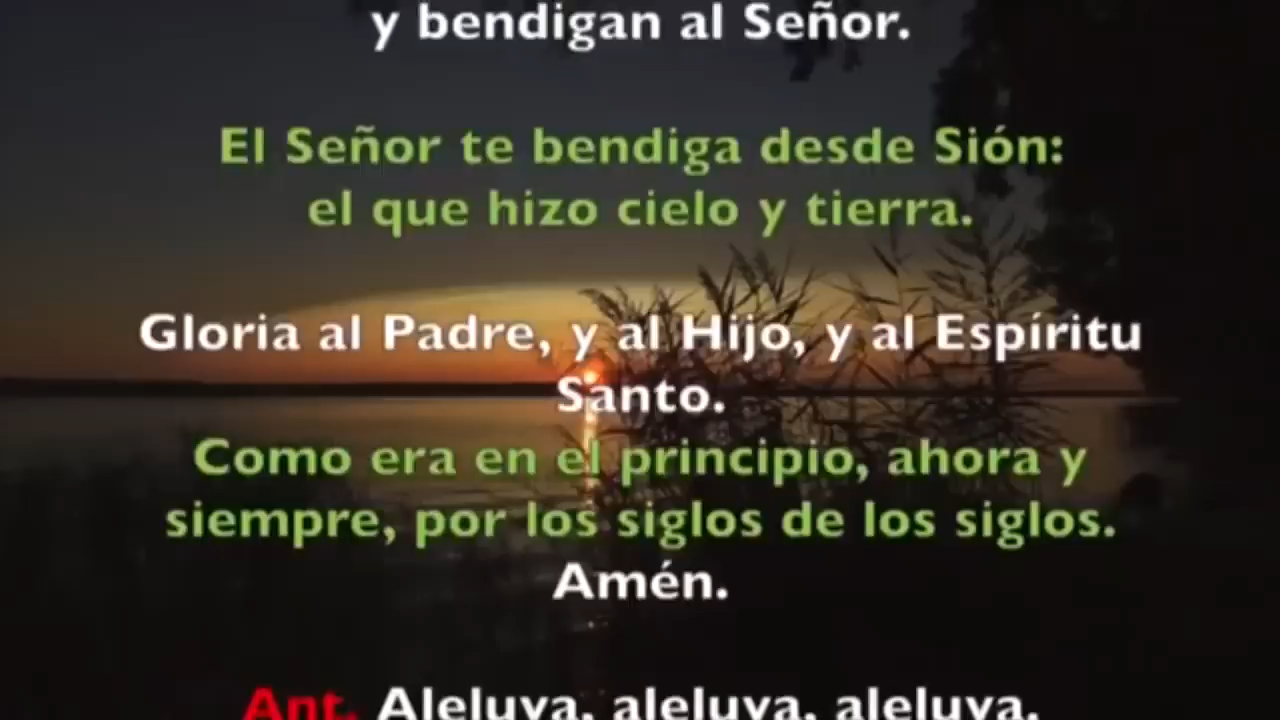 y bendigan al Señor.
El Señor te bendiga desde Sión:
el que hizo cielo y tierra.
Gloria al Padre, y al Hijo, y al Espíritu
Santo.
Como era en el principio, ahora y
siempre, por los siglos de los siglos.
Amén.
Ant. Aleluya, aleluya, aleluya.